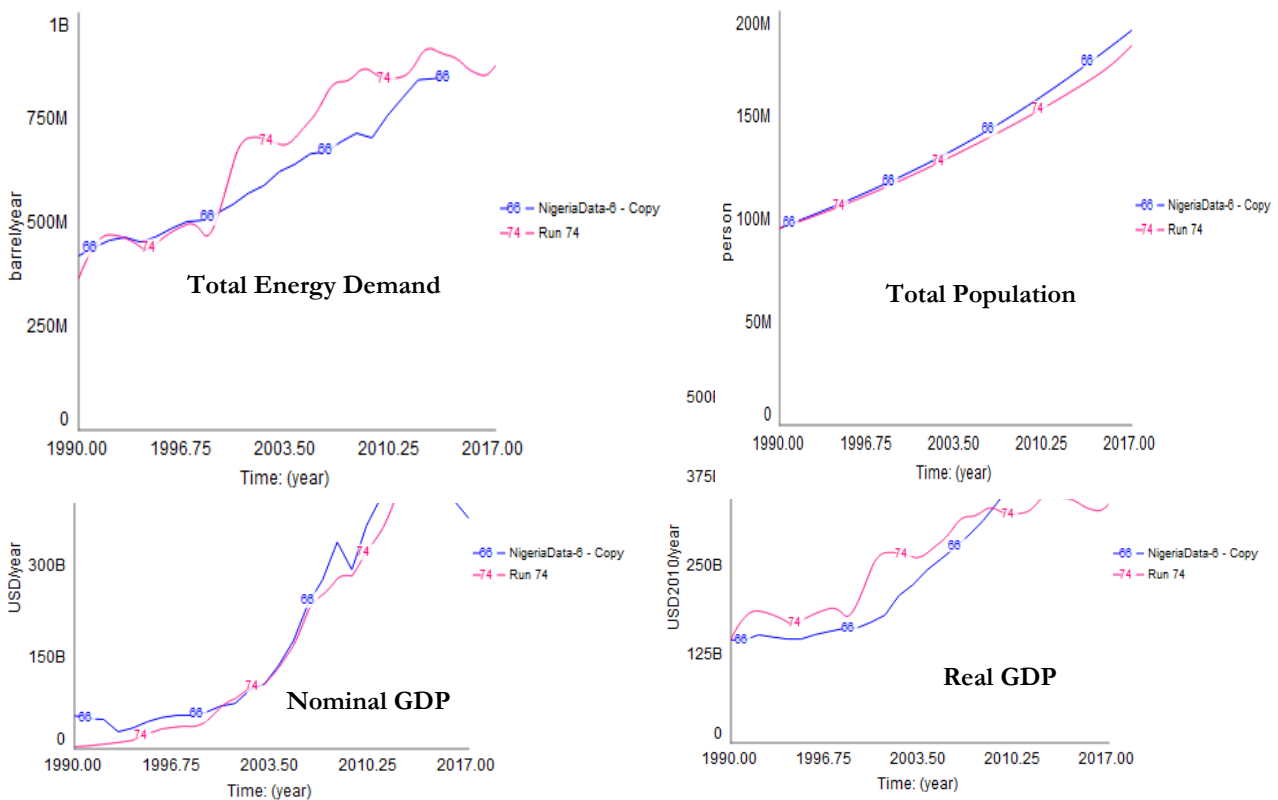 1B
750M
500M
250M
0
barrel/year
66
66
66
66
74
74
74
Total Energy Demand
1990.00 1996.75 2003.50 2010.25 2017.00
Time: (year)
66 NigeriaData-6 - Copy
74 Run 74
200M
150M
100M
50M
0
person
66
66
66
66
66
74
74
74
Total Population
1990.00 1996.75 2003.50 2010.25 2017.00
Time: (year)
66 NigeriaData-6 - Copy
74 Run 74
300B
150B
0
USD/year
66
66
66
74
74
74
Nominal GDP
1990.00 1996.75 2003.50 2010.25 2017.00
Time: (year)
66 NigeriaData-6 - Copy
74 Run 74
250B
125B
0
USD2010/year
66
66
66
74
74
74
Real GDP
1990.00 1996.75 2003.50 2010.25 2017.00
Time: (year)
66 NigeriaData-6 - Copy
74 Run 74